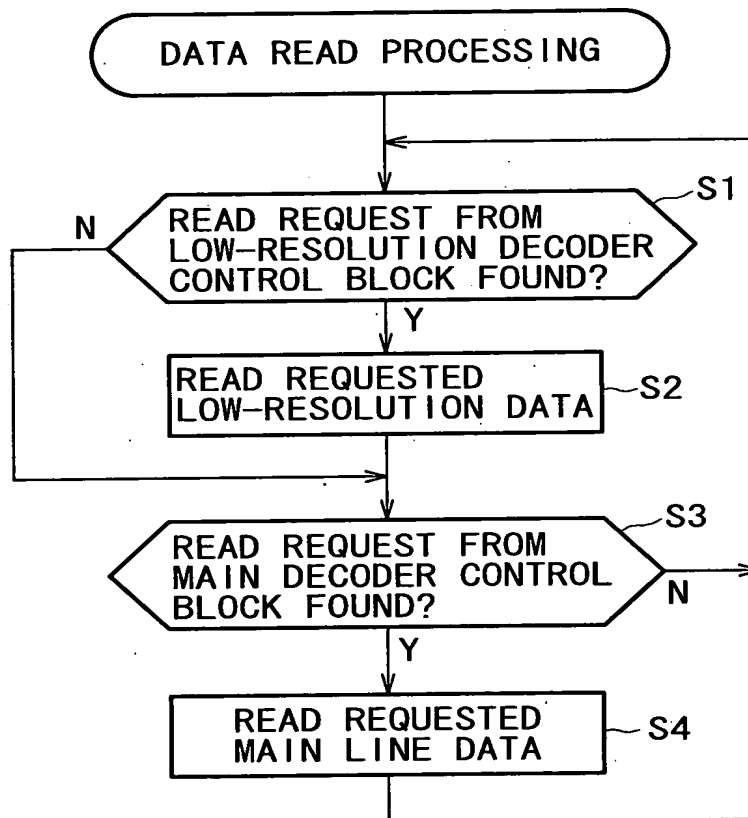 DATA READ PROCESSING
S1
N
READ REQUEST FROM
LOW-RESOLUTION DECODER
CONTROL BLOCK FOUND?
Y
READ REQUESTED
LOW-RESOLUTION DATA
S2
S3
READ REQUEST FROM
MAIN DECODER CONTROL
BLOCK FOUND?
N
Y
READ REQUESTED
MAIN LINE DATA
S4